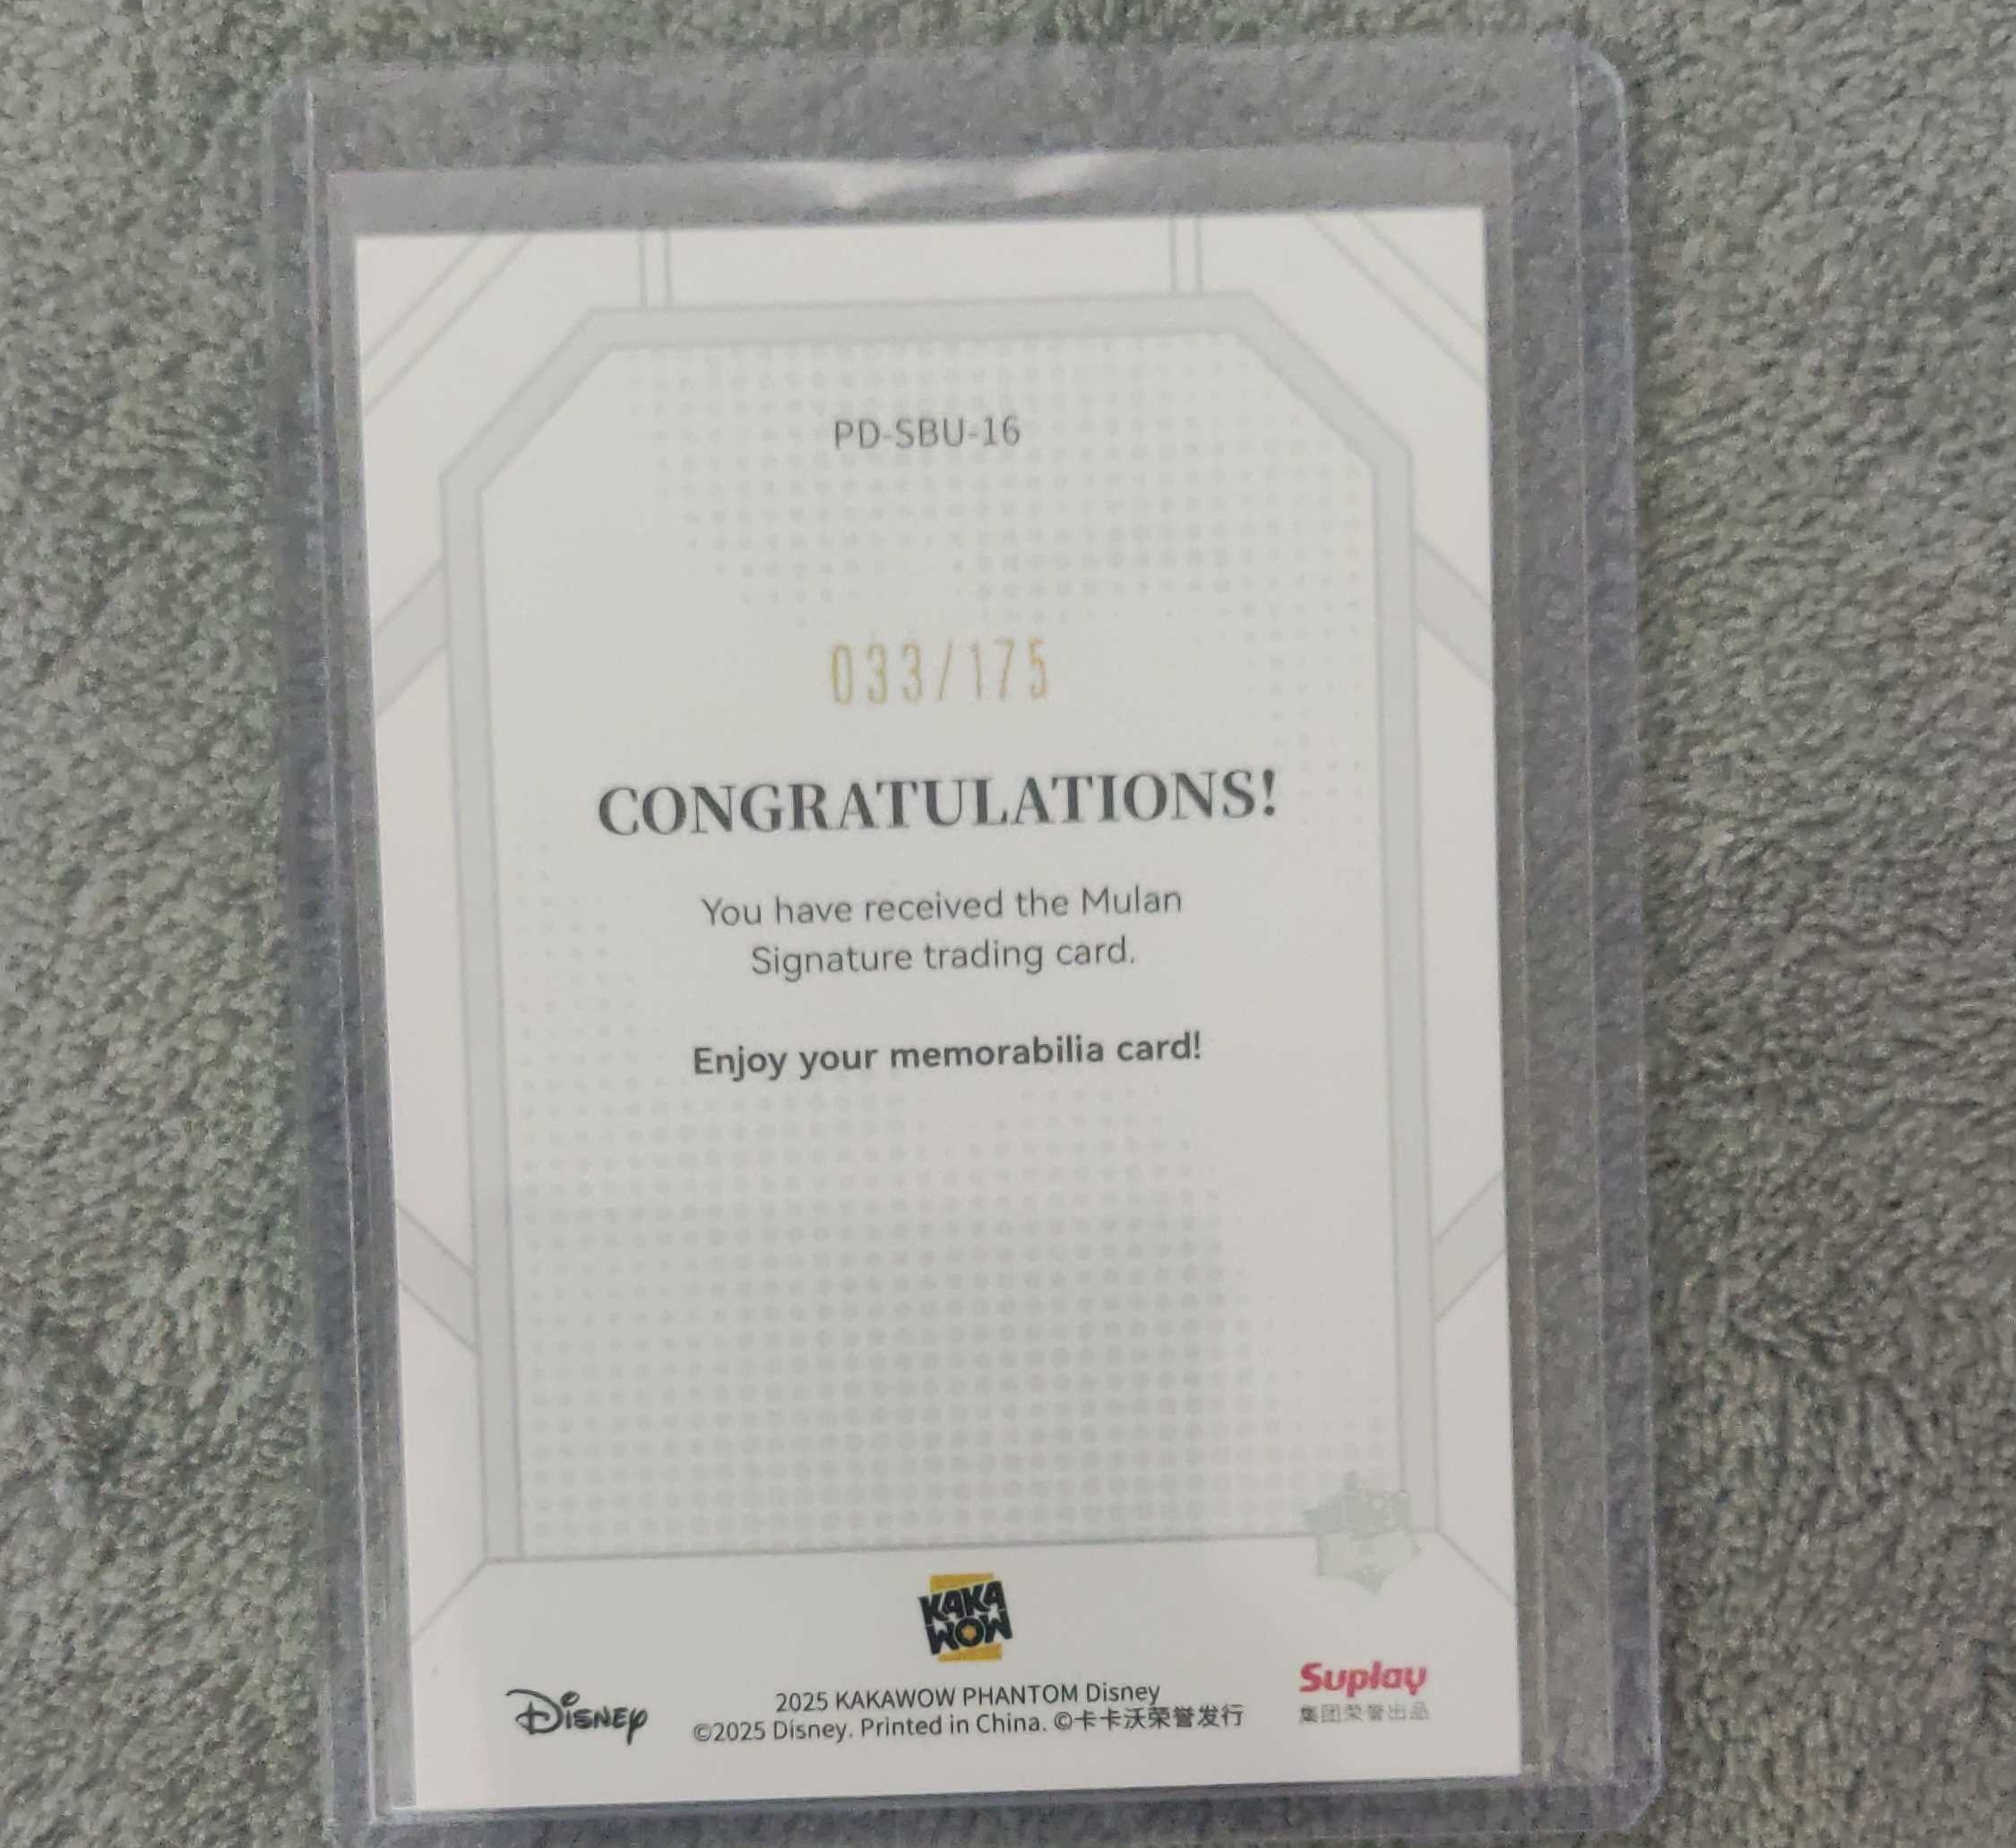 PD-SBU-16
033/175
CONGRATULATIONS!
You have received the Mulan
Signature trading card.
Enjoy your memorabilia card!
KAKA
WOW
Disney
2025 KAKAWOW PHANTOM Disney
©2025 Disney. Printed in China. ©卡卡沃荣誉发行
Suplay
集团荣誉出品